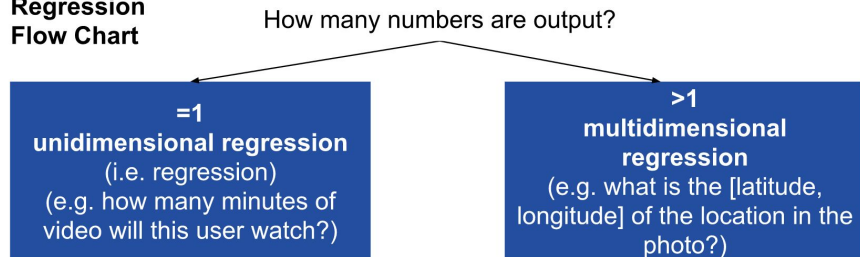 Regression
Flow Chart
How many numbers are output?
=1
unidimensional regression
(i.e. regression)
(e.g. how many minutes of
video will this user watch?)
>1
multidimensional
regression
(e.g. what is the [latitude,
longitude] of the location in the
photo?)